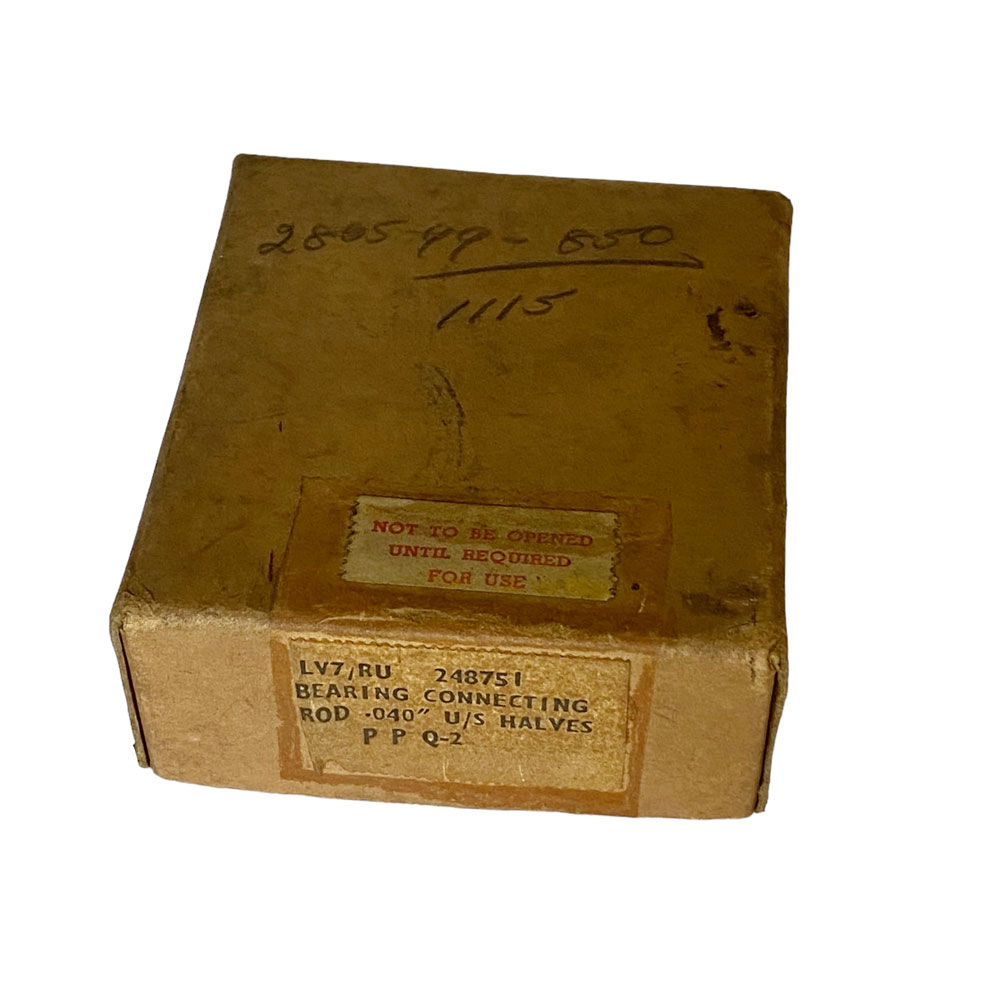 2805-99-850
1115
NOT TO BE OPENED
UNTIL REQUIRED
FOR USE
LV7/RU 248751
BEARING CONNECTING
ROD .040" U/S HALVES
P P Q-2